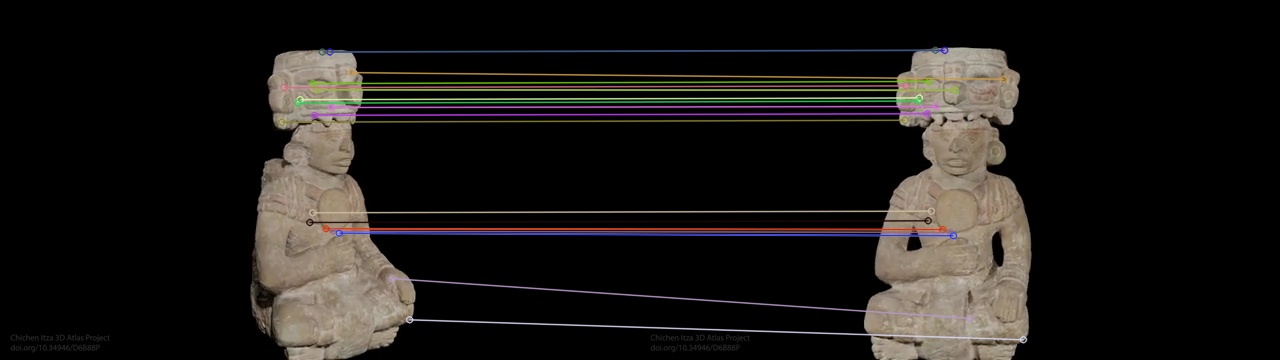 Chichen Itza 3D Atlas Project
doi.org/10.34946/D6B88P
Chichen Itza 3D Atlas Project
doi.org/10.34946/D6B88P